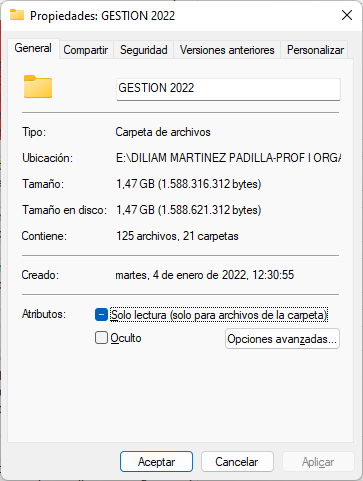 Propiedades: GESTION 2022
General Compartir Seguridad Versiones anteriores Personalizar
GESTION 2022
Tipo: Carpeta de archivos
Ubicación: E:\DILIAM MARTINEZ PADILLA-PROF I ORGA
Tamaño: 1,47 GB (1.588.316.312 bytes)
Tamaño en disco: 1,47 GB (1.588.621.312 bytes)
Contiene: 125 archivos, 21 carpetas
Creado: martes, 4 de enero de 2022, 12:30:55
Atributos: Solo lectura (solo para archivos de la carpeta)
Oculto Opciones avanzadas...
Aceptar Cancelar Aplicar